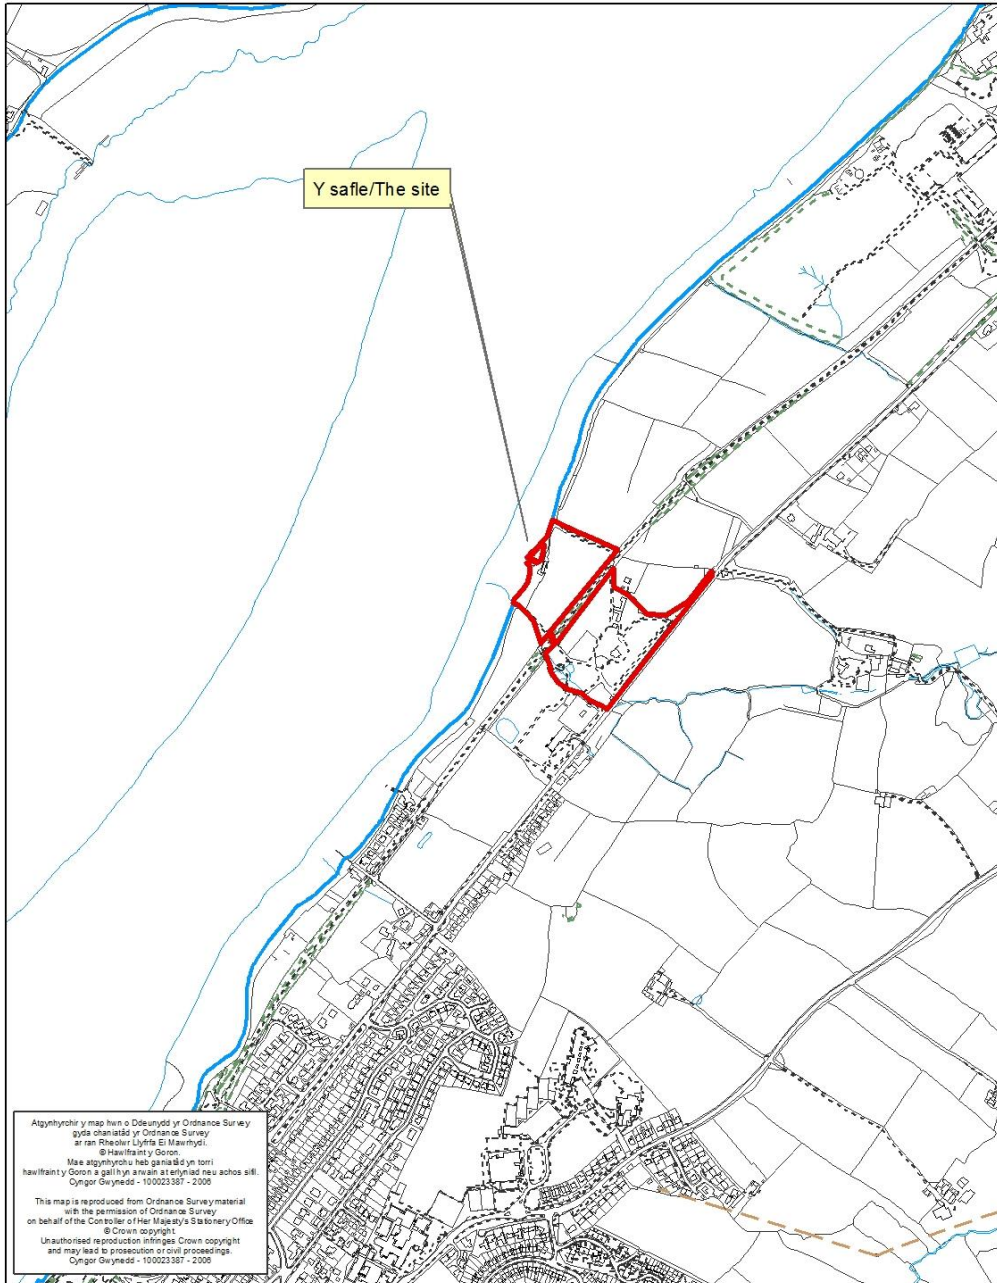 Y safle/The site
Atgynhyrchir y map hwn o Ddeunydd yr Ordnance Survey
gyda chaniatâd yr Ordnance Survey
ar ran Rheolwr Llyfrfa Ei Mawrhydi.
© Hawlfraint y Goron.
Mae atgynhyrchu heb ganiatâd yn torri
hawlfraint y Goron a gall hyn arwain at erlyniad neu achos sifil.
Cyngor Gwynedd - 100023387 - 2006
This map is reproduced from Ordnance Survey material
with the permission of Ordnance Survey
on behalf of the Controller of Her Majesty's Stationery Office
© Crown copyright.
Unauthorised reproduction infringes Crown copyright
and may lead to prosecution or civil proceedings.
Cyngor Gwynedd - 100023387 - 2006